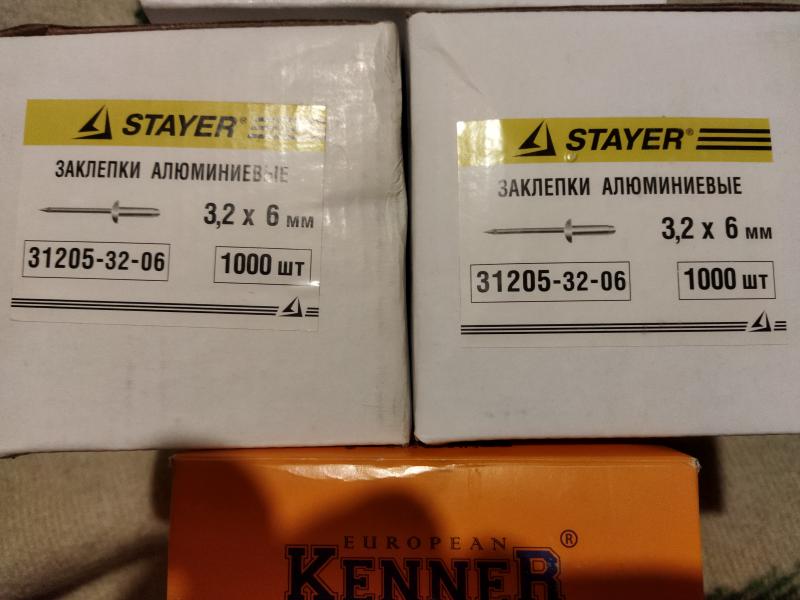 STAYER®
ЗАКЛЕПКИ АЛЮМИНИЕВЫЕ
3,2 x 6 мм
31205-32-06
1000 шт
STAYER®
ЗАКЛЕПКИ АЛЮМИНИЕВЫЕ
3,2 x 6 мм
31205-32-06
1000 шт
EUROPEAN
KENNER®